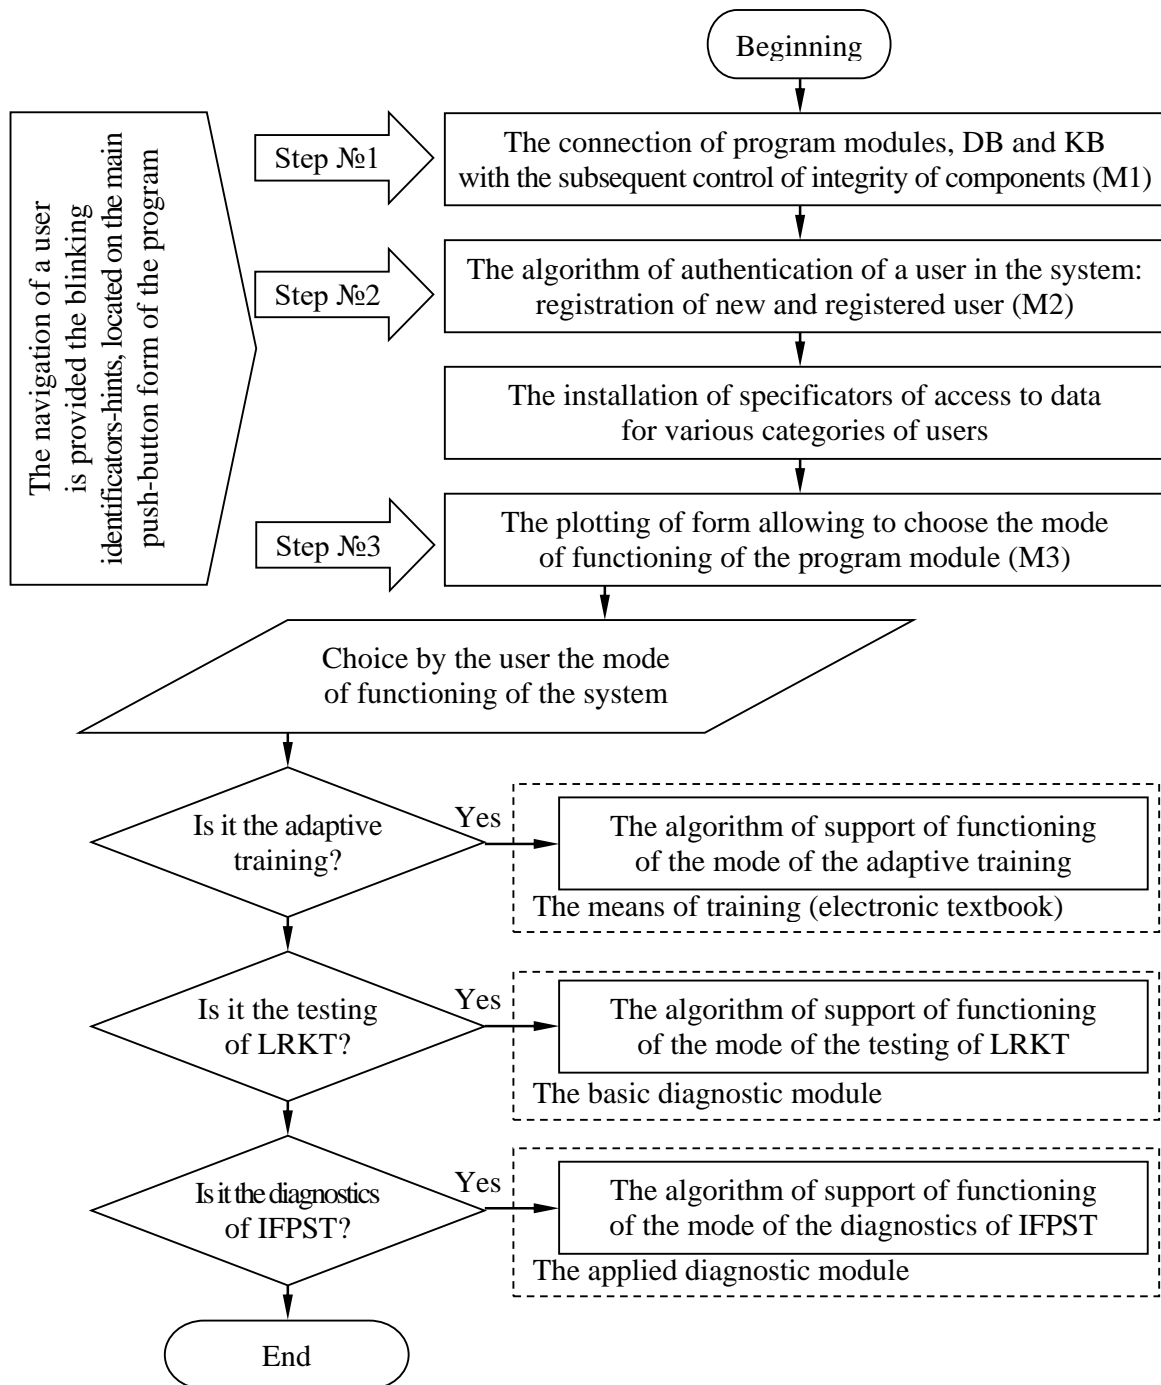 Beginning
The navigation of a user
is provided the blinking
identificators-hints, located on the main
push-button form of the program
Step №1
The connection of program modules, DB and KB
with the subsequent control of integrity of components (M1)
Step №2
The algorithm of authentication of a user in the system:
registration of new and registered user (M2)
The installation of specificators of access to data
for various categories of users
Step №3
The plotting of form allowing to choose the mode
of functioning of the program module (M3)
Choice by the user the mode
of functioning of the system
Is it the adaptive
training?
Yes
The algorithm of support of functioning
of the mode of the adaptive training
The means of training (electronic textbook)
Is it the testing
of LRKT?
Yes
The algorithm of support of functioning
of the mode of the testing of LRKT
The basic diagnostic module
Is it the diagnostics
of IFPST?
Yes
The algorithm of support of functioning
of the mode of the diagnostics of IFPST
The applied diagnostic module
End